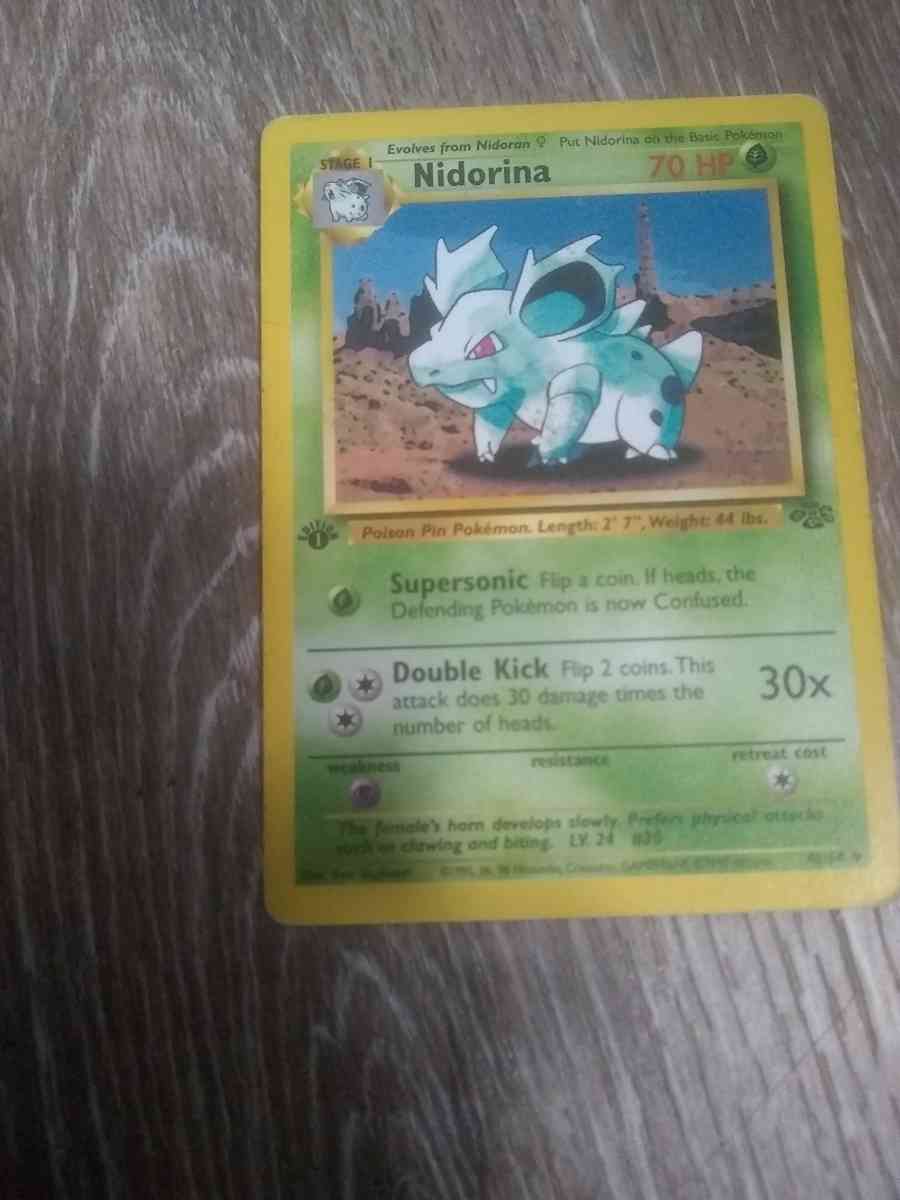 Evolves from Nidoran ♀ Put Nidorina on the Basic Pokémon
STAGE 1
Nidorina 70 HP
EDITION
1
Poison Pin Pokémon. Length: 2' 7", Weight: 44 lbs.
Supersonic Flip a coin. If heads, the
Defending Pokémon is now Confused.
Double Kick Flip 2 coins. This
attack does 30 damage times the
number of heads.
30x
weakness resistance retreat cost
The female's horn develops slowly. Prefers physical attacks
such as clawing and biting. LV. 24 #30